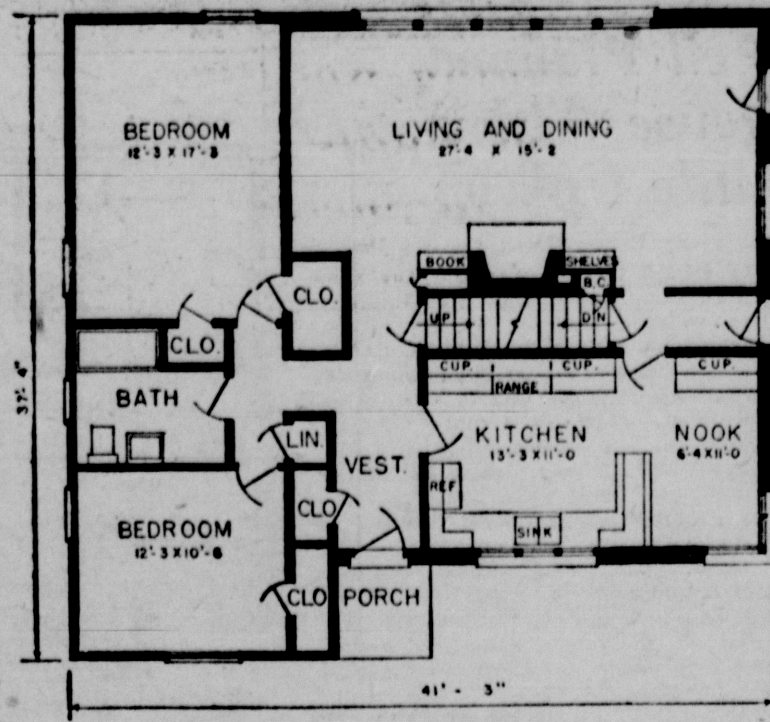 BEDROOM
12'-3 X 17'-3
LIVING AND DINING
27'-4 X 15'-2
BOOK
SHELVES
B.C.
CLO.
UP
DN
CLO.
CUP.
CUP.
CUP.
RANGE
BATH
37'-4"
LIN.
KITCHEN
13'-3 X 11'-0
NOOK
6'-4 X 11'-0
VEST.
REF
CLO
BEDROOM
12'-3 X 10'-6
SINK
CLO
PORCH
41' - 3"